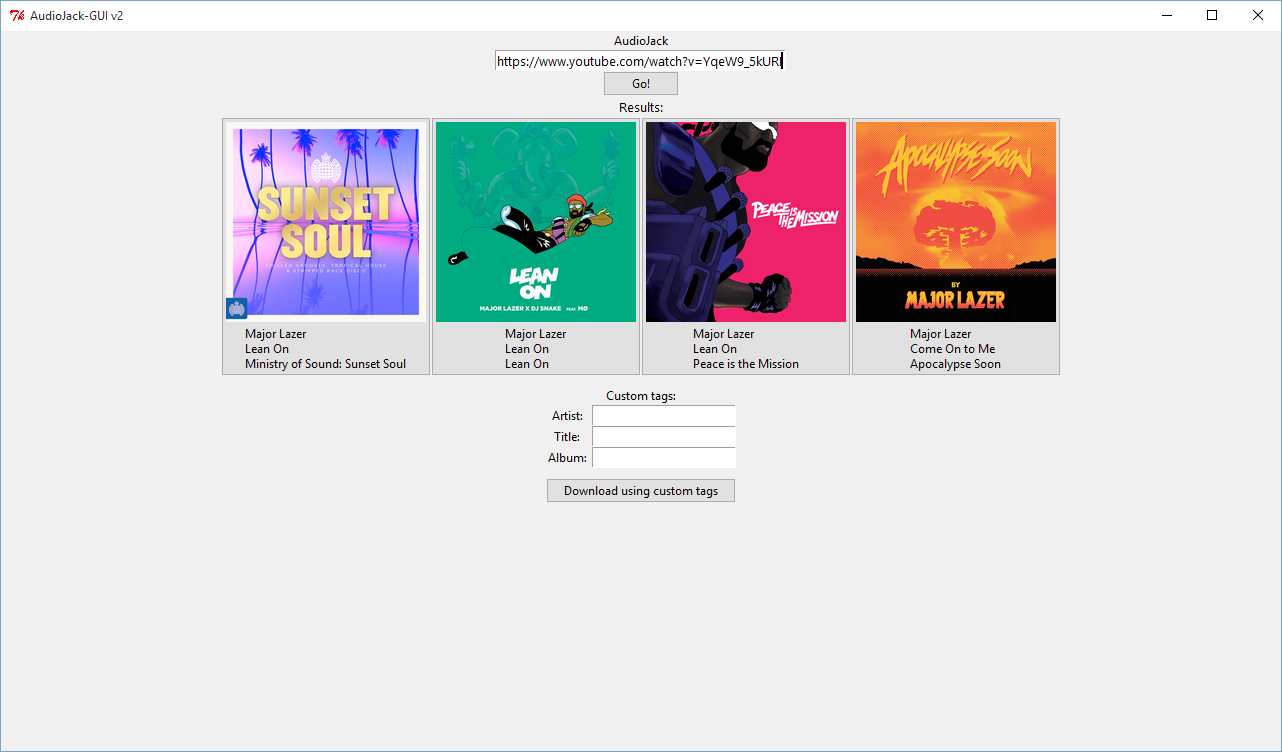 AudioJack-GUI v2
AudioJack
https://www.youtube.com/watch?v=YqeW9_5kURI
Go!
Results:
SUNSET
SOUL
CHILLED GROOVES, TROPICAL HOUSE
& STRIPPED BACK DISCO
Major Lazer
Lean On
Ministry of Sound: Sunset Soul
LEAN
ON
MAJOR LAZER X DJ SNAKE FEAT. MØ
Major Lazer
Lean On
Lean On
PEACE IS THE MISSION
Major Lazer
Lean On
Peace is the Mission
APOCALYPSE SOON
BY
MAJOR LAZER
Major Lazer
Come On to Me
Apocalypse Soon
Custom tags:
Artist:
Title:
Album:
Download using custom tags